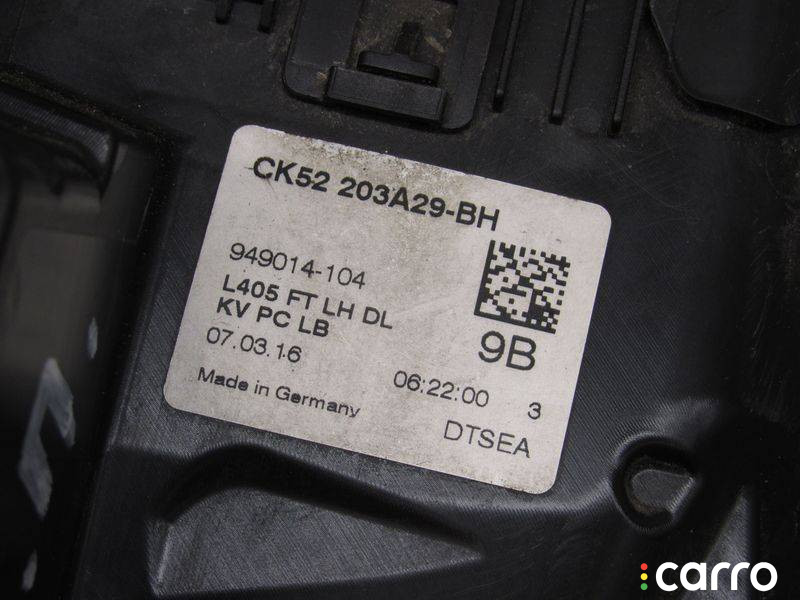 CK52 203A29-BH
949014-104
L405 FT LH DL
KV PC LB
9B
07.03.16
06:22:00 3
Made in Germany
DTSEA
carro